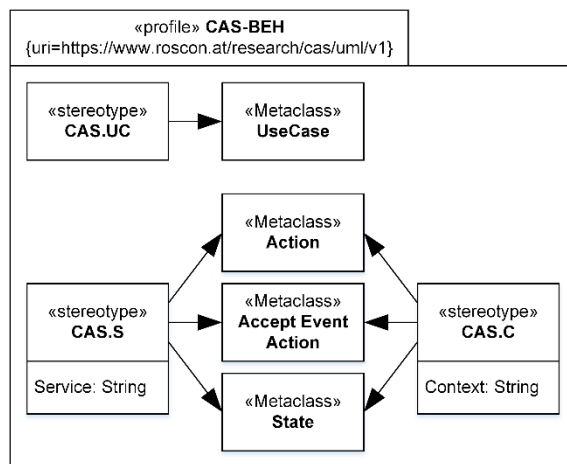 «profile» CAS-BEH
{uri=https://www.roscon.at/research/cas/uml/v1}
«stereotype»
CAS.UC
«Metaclass»
UseCase
«Metaclass»
Action
«stereotype»
CAS.S
Service: String
«Metaclass»
Accept Event
Action
«stereotype»
CAS.C
Context: String
«Metaclass»
State